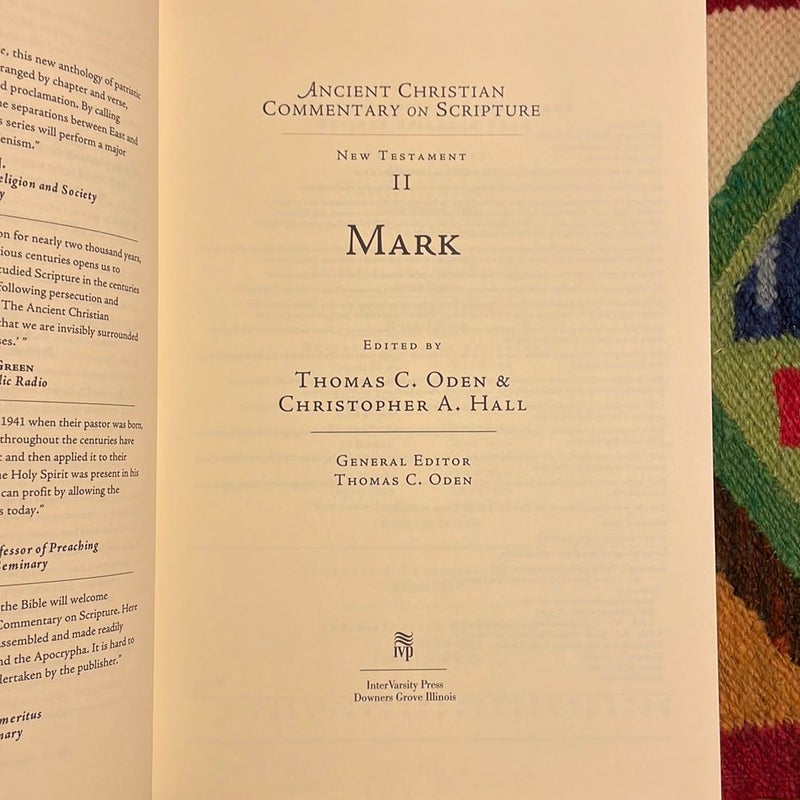 e, this new anthology of patristic
ranged by chapter and verse,
d proclamation. By calling
e separations between East and
s series will perform a major
enism."
eligion and Society
y
on for nearly two thousand years,
ious centuries opens us to
tudied Scripture in the centuries
following persecution and
The Ancient Christian
hat we are invisibly surrounded
ses.' "
GREEN
lic Radio
1941 when their pastor was born,
throughout the centuries have
t and then applied it to their
e Holy Spirit was present in his
can profit by allowing the
s today."
fessor of Preaching
Seminary
the Bible will welcome
Commentary on Scripture. Here
assembled and made readily
nd the Apocrypha. It is hard to
dertaken by the publisher."
meritus
nary
ANCIENT CHRISTIAN
COMMENTARY ON SCRIPTURE
NEW TESTAMENT
II
MARK
EDITED BY
THOMAS C. ODEN &
CHRISTOPHER A. HALL
GENERAL EDITOR
THOMAS C. ODEN
ivp
InterVarsity Press
Downers Grove Illinois